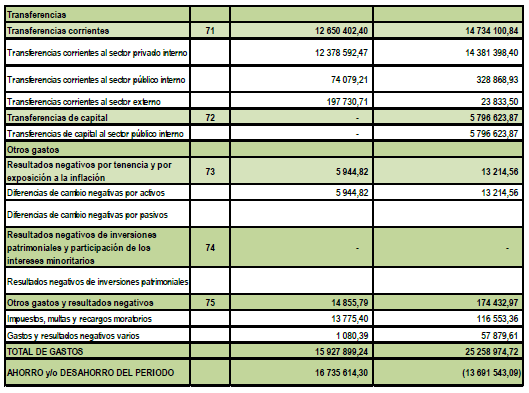 Transferencias
Transferencias corrientes 71 12 650 402,40 14 734 100,84
Transferencias corrientes al sector privado interno 12 378 592,47 14 381 398,40
Transferencias corrientes al sector público interno 74 079,21 328 868,93
Transferencias corrientes al sector externo 197 730,71 23 833,50
Transferencias de capital 72 - 5 796 623,87
Transferencias de capital al sector público interno - 5 796 623,87
Otros gastos
Resultados negativos por tenencia y por
exposición a la inflación 73 5 944,82 13 214,56
Diferencias de cambio negativas por activos 5 944,82 13 214,56
Diferencias de cambio negativas por pasivos
Resultados negativos de inversiones
patrimoniales y participación de los 74 - -
intereses minoritarios
Resultados negativos de inversiones patrimoniales
Otros gastos y resultados negativos 75 14 855,79 174 432,97
Impuestos, multas y recargos moratorios 13 775,40 116 553,36
Gastos y resultados negativos varios 1 080,39 57 879,61
TOTAL DE GASTOS 15 927 899,24 25 258 974,72
AHORRO y/o DESAHORRO DEL PERIODO 16 735 614,30 (13 691 543,09)